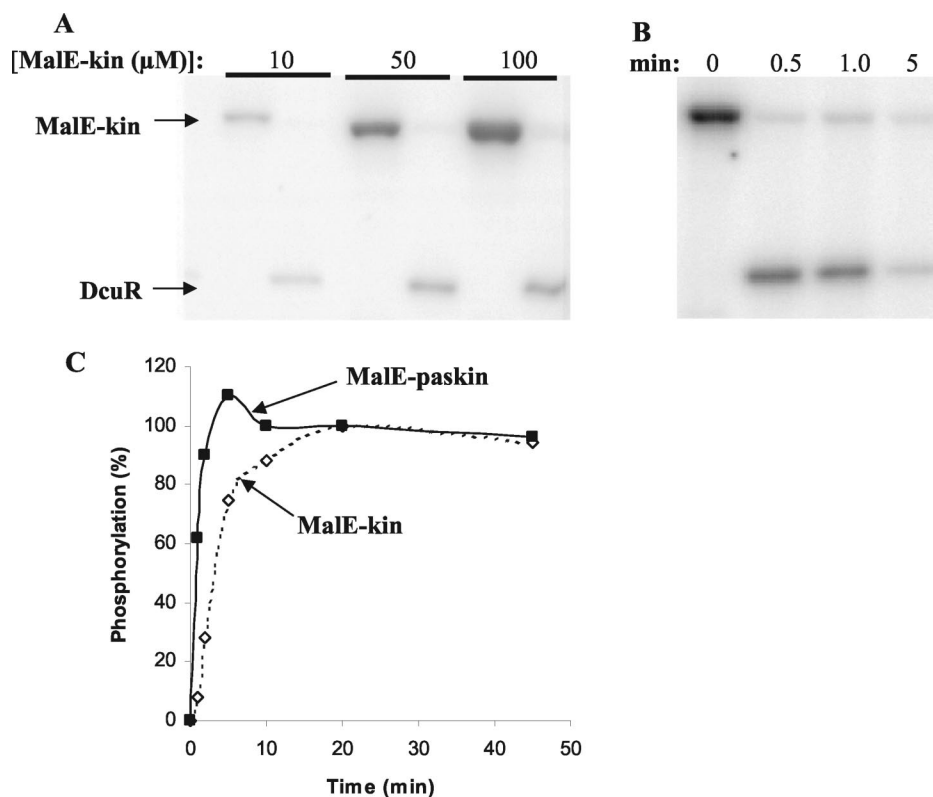 A
[MalE-kin (µM)]: 10 50 100
MalE-kin
DcuR
B
min: 0 0.5 1.0 5
C
120
100
80
60
40
20
0
Phosphorylation (%)
MalE-paskin
MalE-kin
0 10 20 30 40 50
Time (min)